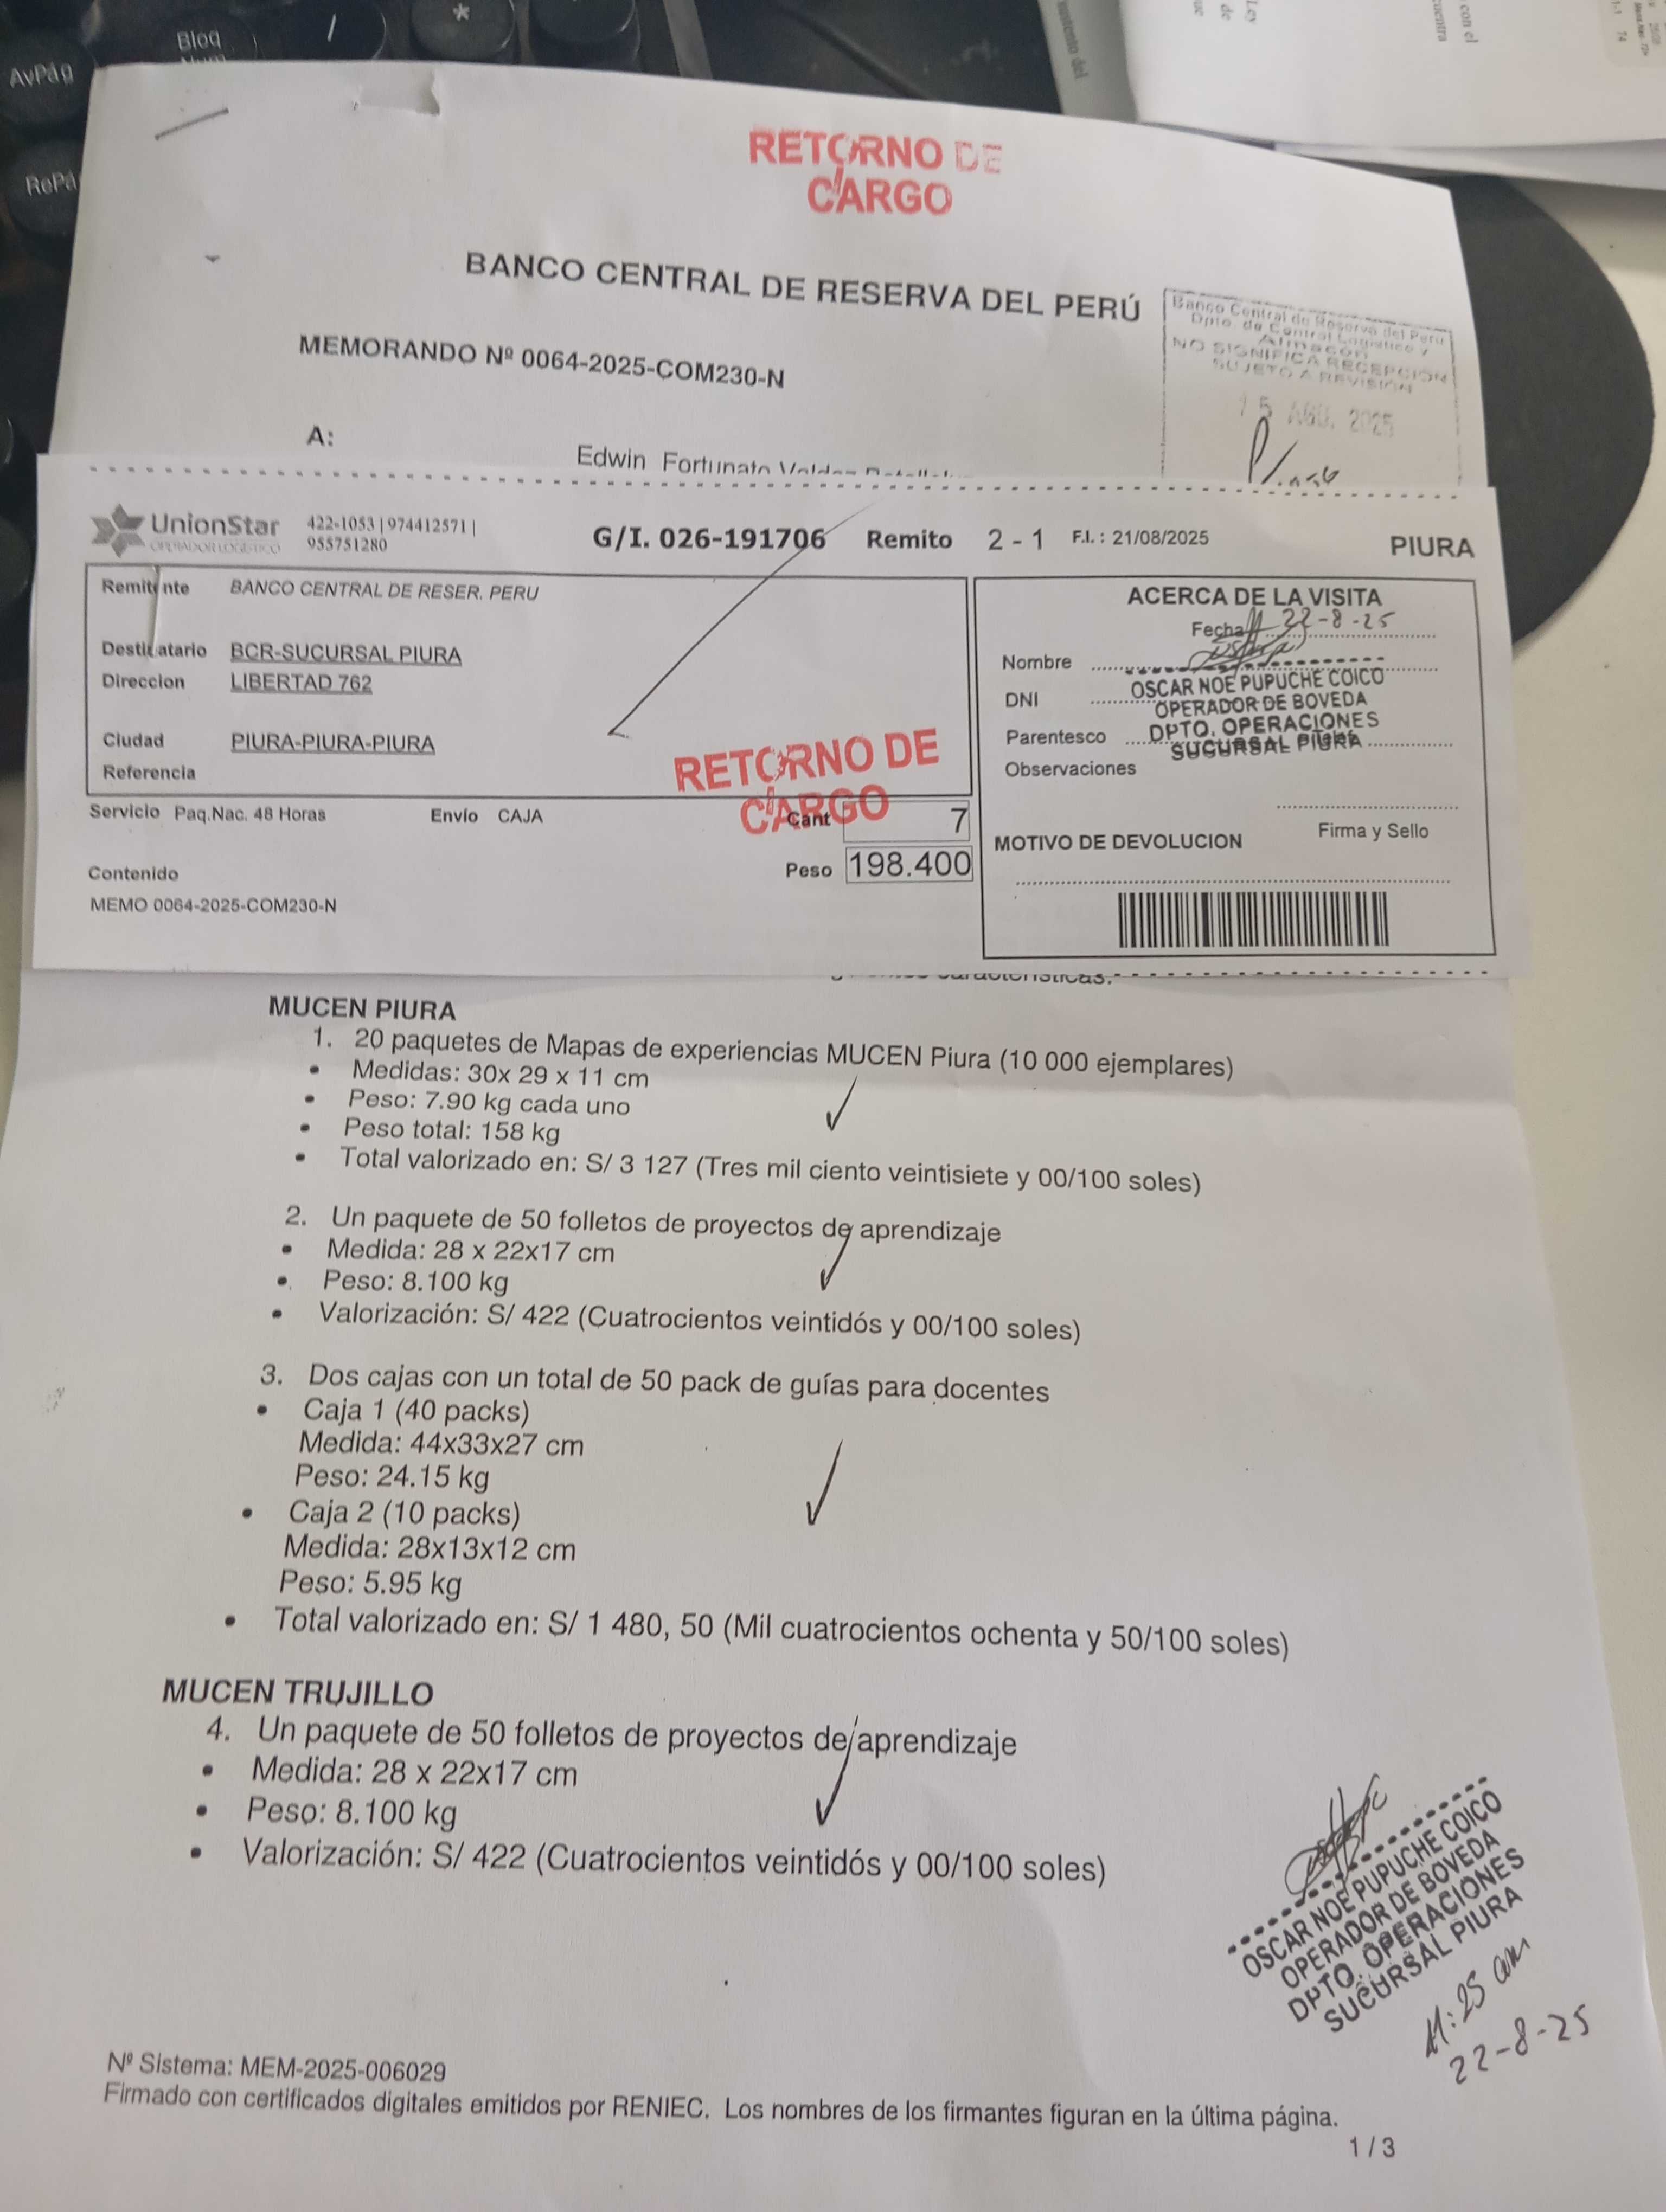 *
/
Bloq
AvPág
RePá
RETORNO DE
CARGO
BANCO CENTRAL DE RESERVA DEL PERÚ
Banco Central de Reserva del Peru
Dpto. de Control Logistico y
Almacén
NO SIGNIFICA RECEPCION
SUJETO A REVISIÓN
15 AGO. 2025
MEMORANDO Nº 0064-2025-COM230-N
A:
Edwin Fortunato
UnionStar
OPERADOR LOGISTICO
422-1053 | 974412571 |
955751280
G/I. 026-191706 Remito 2 - 1 F.I. : 21/08/2025 PIURA
Remitente BANCO CENTRAL DE RESER. PERU
Destinatario BCR-SUCURSAL PIURA
Direccion LIBERTAD 762
Ciudad PIURA-PIURA-PIURA
Referencia
RETORNO DE
CARGO
Servicio Paq.Nac. 48 Horas Envío CAJA Cant 7
Peso 198.400
Contenido
MEMO 0064-2025-COM230-N
ACERCA DE LA VISITA
Fecha 22-8-25
Nombre
DNI
Parentesco
Observaciones
OSCAR NOE PUPUCHE COICO
OPERADOR DE BOVEDA
DPTO. OPERACIONES
SUCURSAL PIURA
Firma y Sello
MOTIVO DE DEVOLUCION
características.
MUCEN PIURA
1. 20 paquetes de Mapas de experiencias MUCEN Piura (10 000 ejemplares)
• Medidas: 30x 29 x 11 cm
• Peso: 7.90 kg cada uno
• Peso total: 158 kg
• Total valorizado en: S/ 3 127 (Tres mil ciento veintisiete y 00/100 soles)
2. Un paquete de 50 folletos de proyectos de aprendizaje
• Medida: 28 x 22x17 cm
• Peso: 8.100 kg
• Valorización: S/ 422 (Cuatrocientos veintidós y 00/100 soles)
3. Dos cajas con un total de 50 pack de guías para docentes
• Caja 1 (40 packs)
Medida: 44x33x27 cm
Peso: 24.15 kg
• Caja 2 (10 packs)
Medida: 28x13x12 cm
Peso: 5.95 kg
• Total valorizado en: S/ 1 480, 50 (Mil cuatrocientos ochenta y 50/100 soles)
MUCEN TRUJILLO
4. Un paquete de 50 folletos de proyectos de aprendizaje
• Medida: 28 x 22x17 cm
• Peso: 8.100 kg
• Valorización: S/ 422 (Cuatrocientos veintidós y 00/100 soles)
OSCAR NOE PUPUCHE COICO
OPERADOR DE BOVEDA
DPTO. OPERACIONES
SUCURSAL PIURA
11:25 am
22-8-25
Nº Sistema: MEM-2025-006029
Firmado con certificados digitales emitidos por RENIEC. Los nombres de los firmantes figuran en la última página.
1 / 3